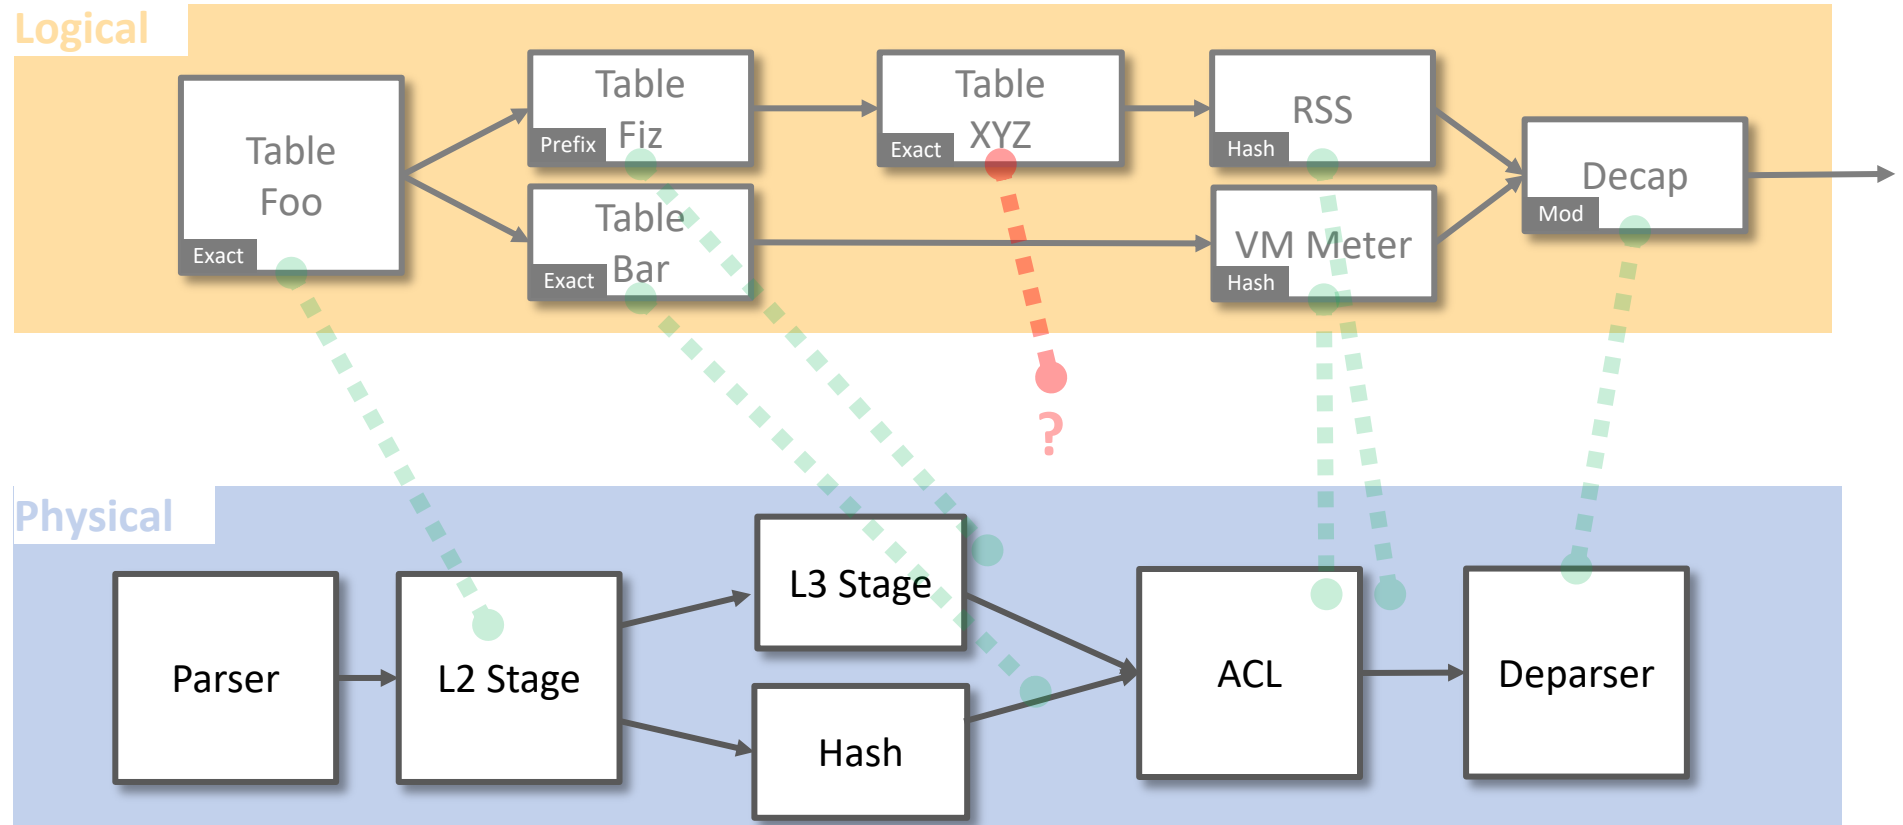 Logical
Table
Foo
Exact
Table
Fiz
Prefix
Table
Bar
Exact
Table
XYZ
Exact
RSS
Hash
VM Meter
Hash
Decap
Mod
?
Physical
Parser
L2 Stage
L3 Stage
Hash
ACL
Deparser